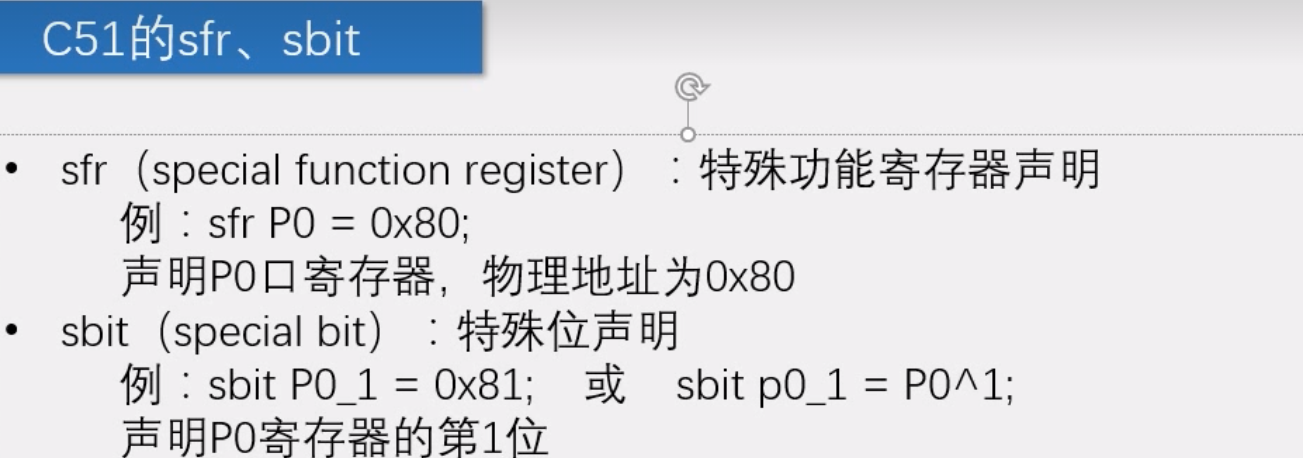 C51的sfr、sbit
• sfr（special function register）：特殊功能寄存器声明
例：sfr P0 = 0x80;
声明P0口寄存器，物理地址为0x80
• sbit（special bit）：特殊位声明
例：sbit P0_1 = 0x81; 或 sbit p0_1 = P0^1;
声明P0寄存器的第1位